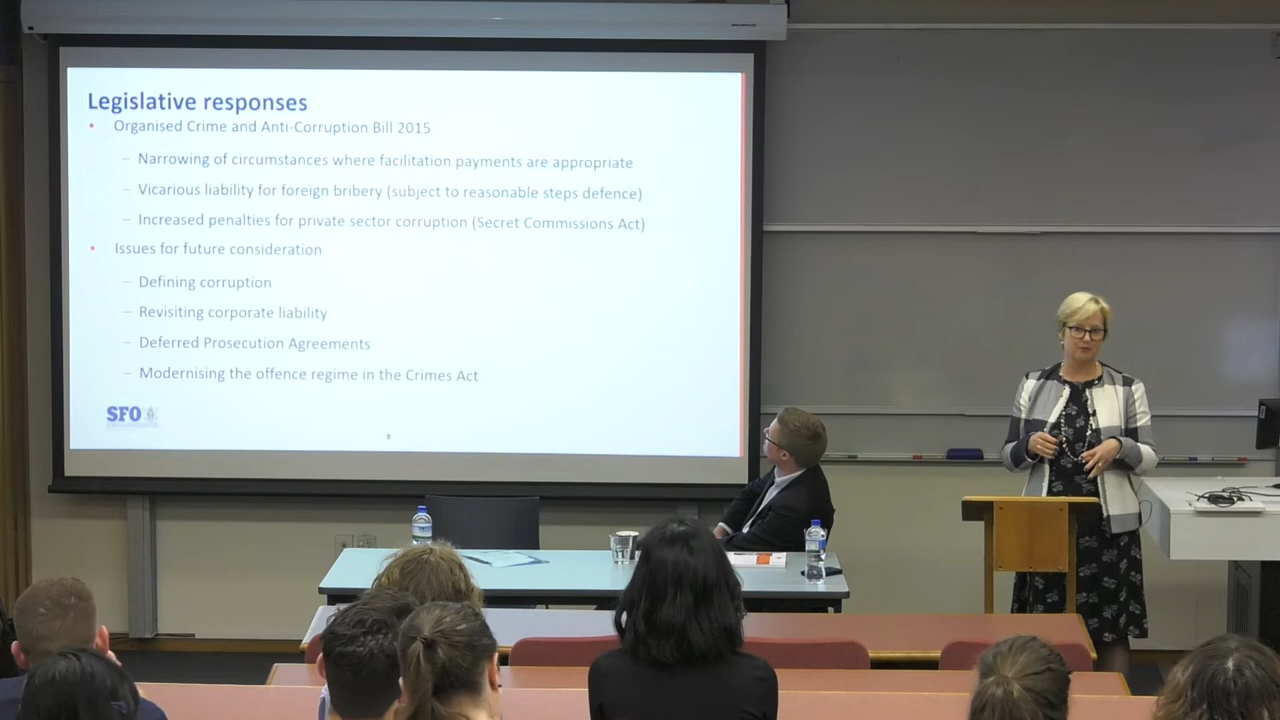 Legislative responses
• Organised Crime and Anti-Corruption Bill 2015
– Narrowing of circumstances where facilitation payments are appropriate
– Vicarious liability for foreign bribery (subject to reasonable steps defence)
– Increased penalties for private sector corruption (Secret Commissions Act)
• Issues for future consideration
– Defining corruption
– Revisiting corporate liability
– Deferred Prosecution Agreements
– Modernising the offence regime in the Crimes Act
SFO
9